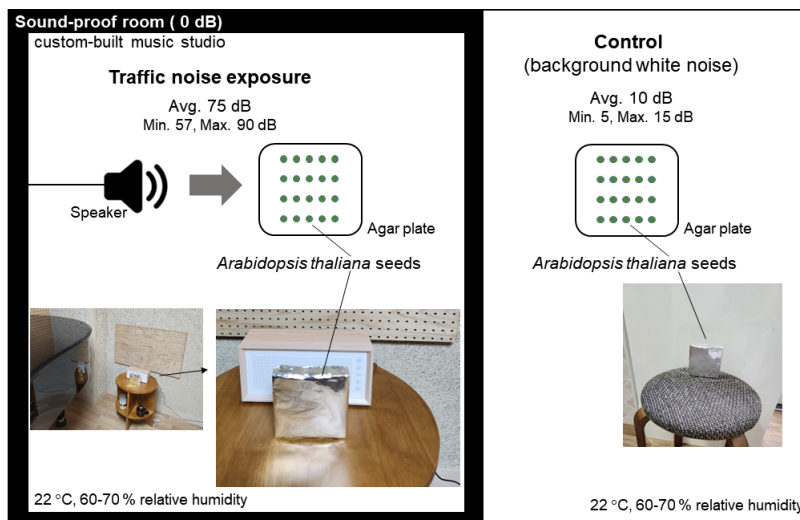 Sound-proof room ( 0 dB)
custom-built music studio
Traffic noise exposure
Avg. 75 dB
Min. 57, Max. 90 dB
Speaker
Agar plate
Arabidopsis thaliana seeds
22 °C, 60-70 % relative humidity
Control
(background white noise)
Avg. 10 dB
Min. 5, Max. 15 dB
Agar plate
Arabidopsis thaliana seeds
22 °C, 60-70 % relative humidity